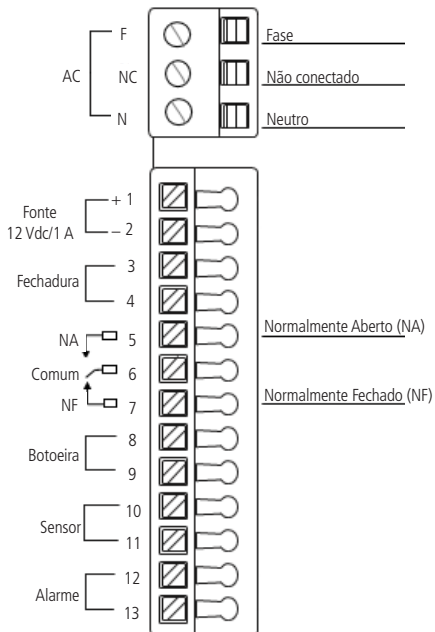 F
Fase
AC
NC
Não conectado
N
Neutro
+ 1
Fonte
12 Vdc/1 A
– 2
3
Fechadura
4
NA
5
Normalmente Aberto (NA)
Comum
6
NF
7
Normalmente Fechado (NF)
8
Botoeira
9
10
Sensor
11
12
Alarme
13